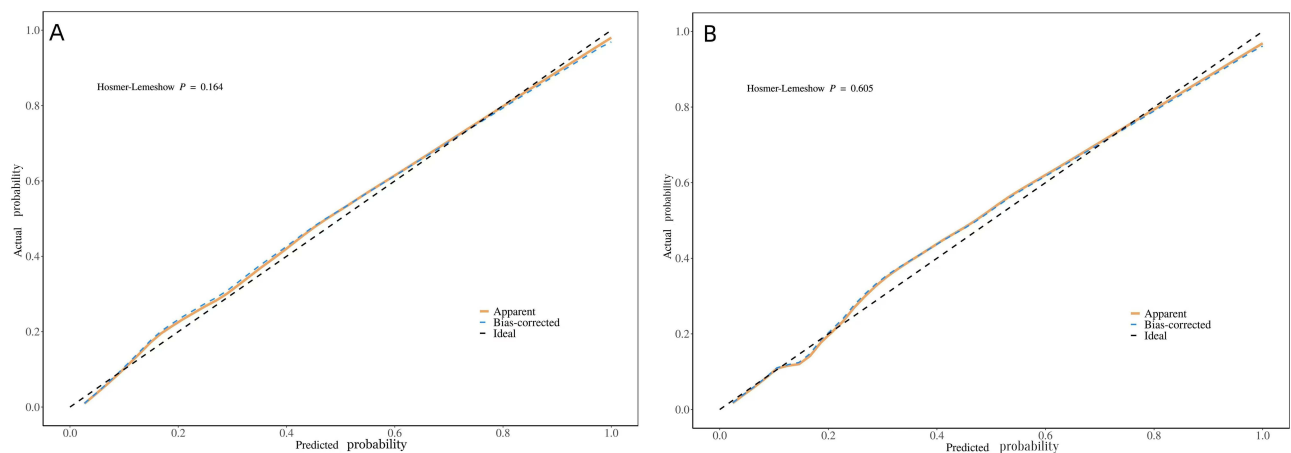 A
Hosmer-Lemeshow P = 0.164
Actual probability
1.0
0.8
0.6
0.4
0.2
0.0
Apparent
Bias-corrected
Ideal
0.0 0.2 0.4 0.6 0.8 1.0
Predicted probability
B
Hosmer-Lemeshow P = 0.605
Actual probability
1.0
0.8
0.6
0.4
0.2
0.0
Apparent
Bias-corrected
Ideal
0.0 0.2 0.4 0.6 0.8 1.0
Predicted probability